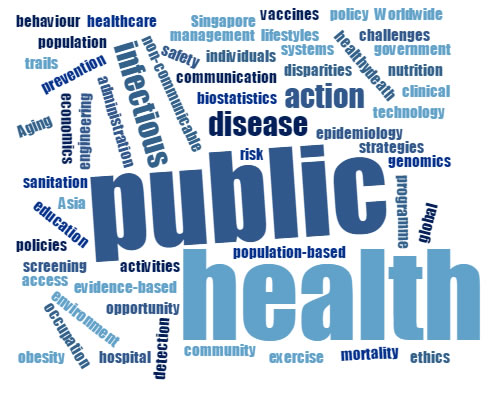 behaviour healthcare Singapore vaccines policy Worldwide
population management lifestyles challenges
trails infectious non-communicable safety individuals systems healthy death government
prevention communication disparities nutrition
administration biostatistics action clinical
Aging economics engineering disease technology
epidemiology
risk strategies
genomics
sanitation public programme
Asia global
education
policies population-based
screening activities health
access evidence-based
environment opportunity
occupation detection
community mortality
obesity hospital exercise ethics